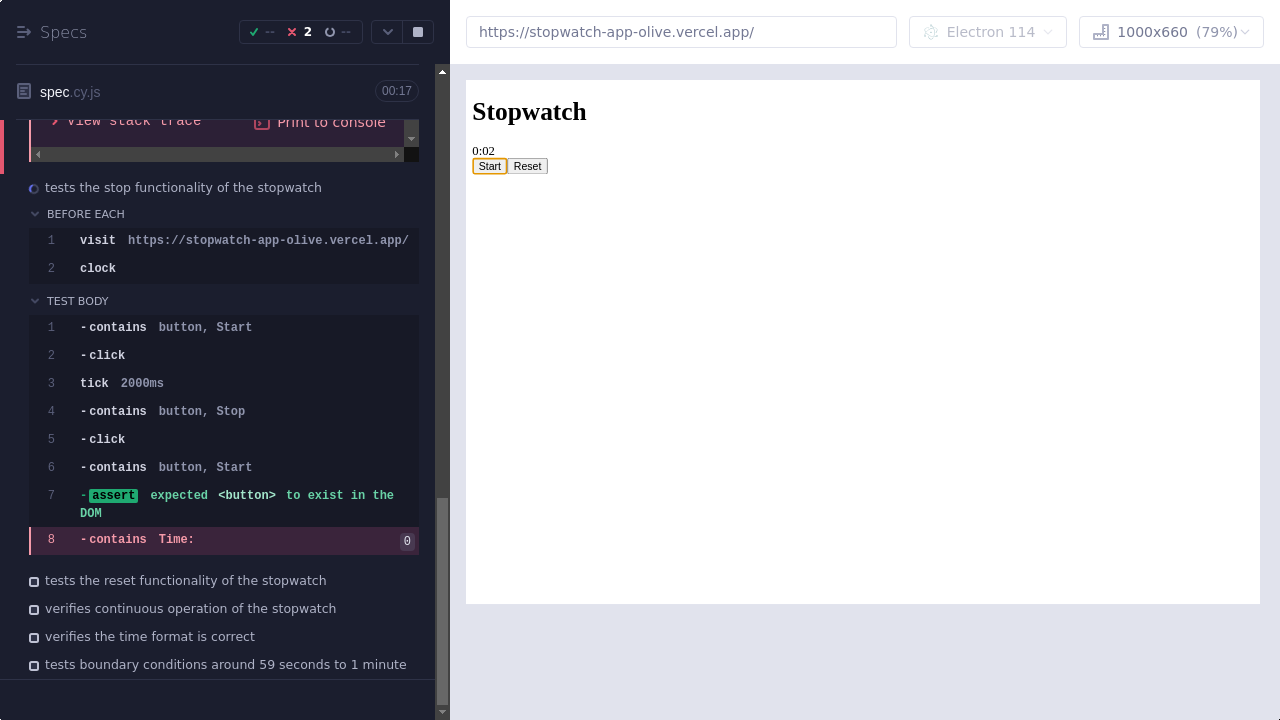 Specs
-- 2 --
spec.cy.js
00:17
View stack trace
Print to console
tests the stop functionality of the stopwatch
BEFORE EACH
1 visit https://stopwatch-app-olive.vercel.app/
2 clock
TEST BODY
1 -contains button, Start
2 -click
3 tick 2000ms
4 -contains button, Stop
5 -click
6 -contains button, Start
7 -assert expected <button> to exist in the
DOM
8 -contains Time: 0
tests the reset functionality of the stopwatch
verifies continuous operation of the stopwatch
verifies the time format is correct
tests boundary conditions around 59 seconds to 1 minute
https://stopwatch-app-olive.vercel.app/
Electron 114
1000x660 (79%)
Stopwatch
0:02
Start Reset